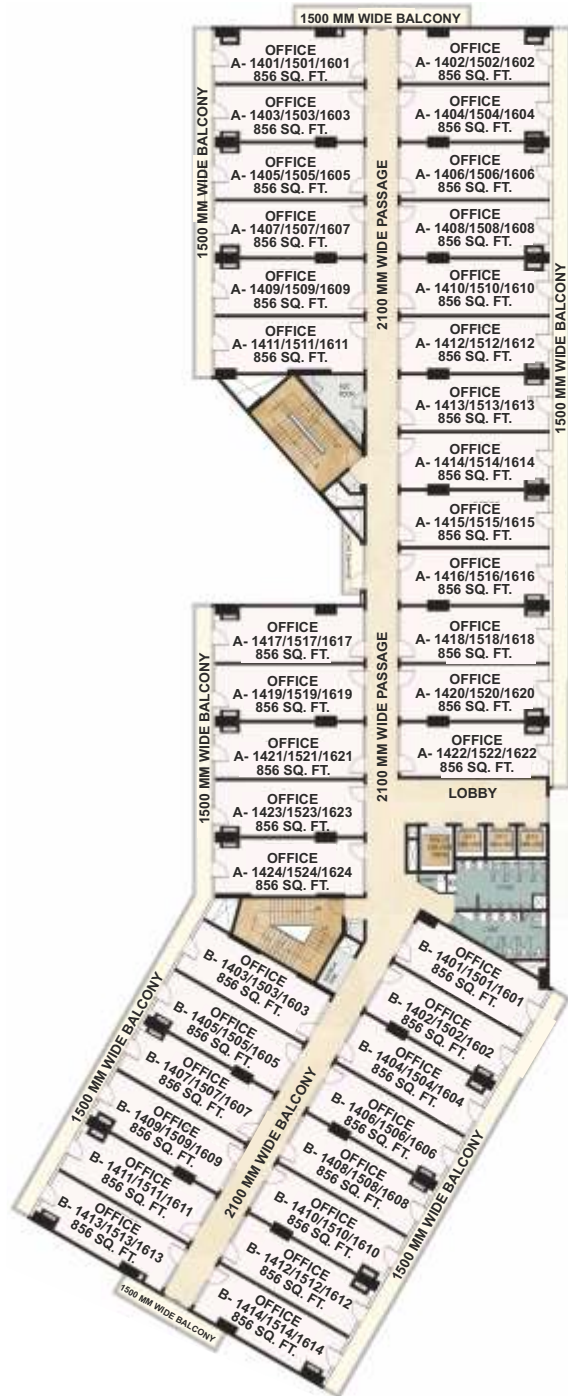 1500 MM WIDE BALCONY
OFFICE
A- 1401/1501/1601
856 SQ. FT.
OFFICE
A- 1402/1502/1602
856 SQ. FT.
OFFICE
A- 1403/1503/1603
856 SQ. FT.
OFFICE
A- 1404/1504/1604
856 SQ. FT.
1500 MM WIDE BALCONY
OFFICE
A- 1405/1505/1605
856 SQ. FT.
2100 MM WIDE PASSAGE
OFFICE
A- 1406/1506/1606
856 SQ. FT.
OFFICE
A- 1407/1507/1607
856 SQ. FT.
OFFICE
A- 1408/1508/1608
856 SQ. FT.
OFFICE
A- 1409/1509/1609
856 SQ. FT.
OFFICE
A- 1410/1510/1610
856 SQ. FT.
OFFICE
A- 1411/1511/1611
856 SQ. FT.
OFFICE
A- 1412/1512/1612
856 SQ. FT.
1500 MM WIDE BALCONY
OFFICE
A- 1413/1513/1613
856 SQ. FT.
OFFICE
A- 1414/1514/1614
856 SQ. FT.
OFFICE
A- 1415/1515/1615
856 SQ. FT.
OFFICE
A- 1416/1516/1616
856 SQ. FT.
OFFICE
A- 1417/1517/1617
856 SQ. FT.
OFFICE
A- 1418/1518/1618
856 SQ. FT.
1500 MM WIDE BALCONY
OFFICE
A- 1419/1519/1619
856 SQ. FT.
2100 MM WIDE PASSAGE
OFFICE
A- 1420/1520/1620
856 SQ. FT.
OFFICE
A- 1421/1521/1621
856 SQ. FT.
OFFICE
A- 1422/1522/1622
856 SQ. FT.
OFFICE
A- 1423/1523/1623
856 SQ. FT.
LOBBY
OFFICE
A- 1424/1524/1624
856 SQ. FT.
OFFICE
B- 1401/1501/1601
856 SQ. FT.
OFFICE
B- 1403/1503/1603
856 SQ. FT.
OFFICE
B- 1402/1502/1602
856 SQ. FT.
OFFICE
B- 1405/1505/1605
856 SQ. FT.
OFFICE
B- 1404/1504/1604
856 SQ. FT.
1500 MM WIDE BALCONY
OFFICE
B- 1407/1507/1607
856 SQ. FT.
2100 MM WIDE BALCONY
OFFICE
B- 1406/1506/1606
856 SQ. FT.
OFFICE
B- 1409/1509/1609
856 SQ. FT.
OFFICE
B- 1408/1508/1608
856 SQ. FT.
1500 MM WIDE BALCONY
OFFICE
B- 1411/1511/1611
856 SQ. FT.
OFFICE
B- 1410/1510/1610
856 SQ. FT.
OFFICE
B- 1413/1513/1613
856 SQ. FT.
OFFICE
B- 1412/1512/1612
856 SQ. FT.
1500 MM WIDE BALCONY
OFFICE
B- 1414/1514/1614
856 SQ. FT.